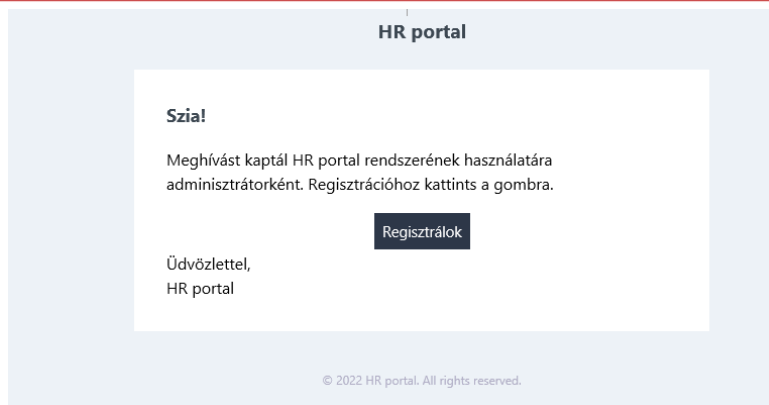 HR portal
Szia!
Meghívást kaptál HR portal rendszerének használatára
adminisztrátorként. Regisztrációhoz kattints a gombra.
Regisztrálok
Üdvözlettel,
HR portal
© 2022 HR portal. All rights reserved.